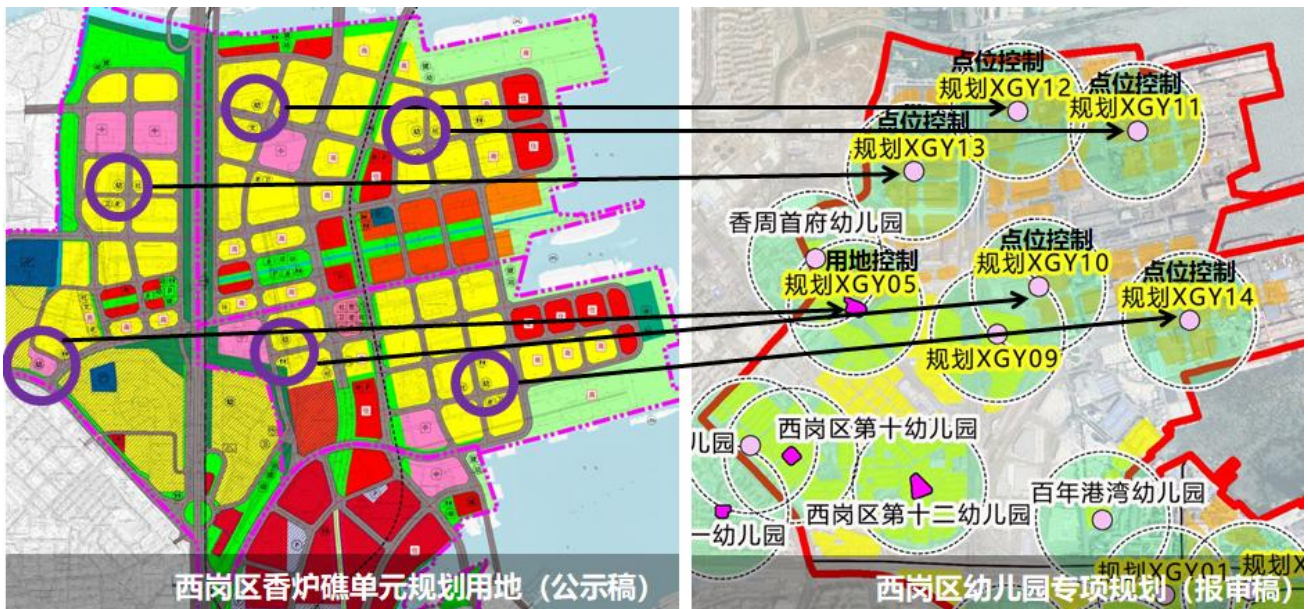 点位控制
规划XGY12
点位控制
规划XGY11
点位控制
规划XGY13
香周首府幼儿园
用地控制
规划XGY05
点位控制
规划XGY10
点位控制
规划XGY14
规划XGY09
儿园
西岗区第十幼儿园
西岗区第十二幼儿园
百年港湾幼儿园
一幼儿园
规划XGY01
规划X
西岗区香炉礁单元规划用地（公示稿）
西岗区幼儿园专项规划（报审稿）